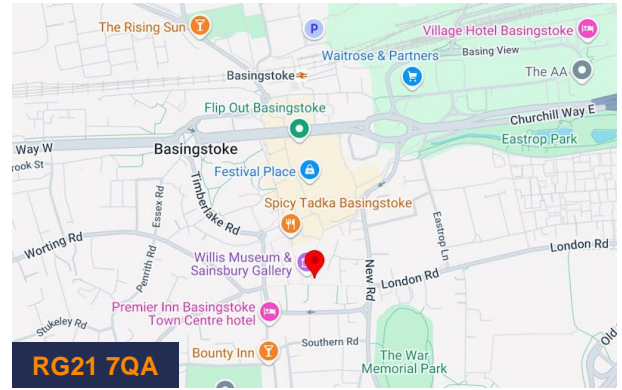 The Rising Sun
P
Village Hotel Basingstoke
Basing View
Waitrose & Partners
The AA
Basingstoke
Flip Out Basingstoke
Churchill Way E
Way W
Basingstoke
Eastrop Park
ook St
Festival Place
Essex Rd
Timberlake Rd
Spicy Tadka Basingstoke
Eastrop Ln
Worting Rd
Penrith Rd
London Rd
Willis Museum &
Sainsbury Gallery
New Rd
London Rd
Premier Inn Basingstoke
Town Centre hotel
Stukeley Rd
Southern Rd
Old
Bounty Inn
The War
Memorial Park
RG21 7QA